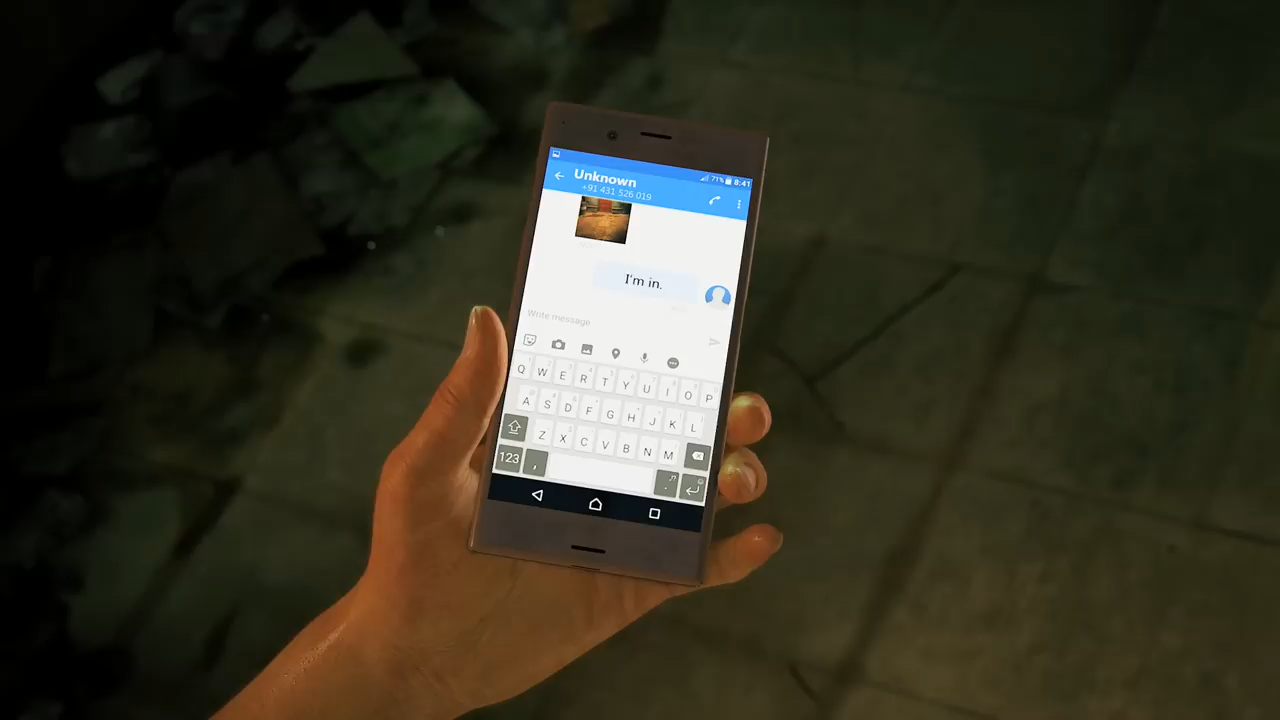 71% 8:41
Unknown
+91 431 526 019
I'm in.
Write message
Q W E R T Y U I O P
A S D F G H J K L
Z X C V B N M
123 , .